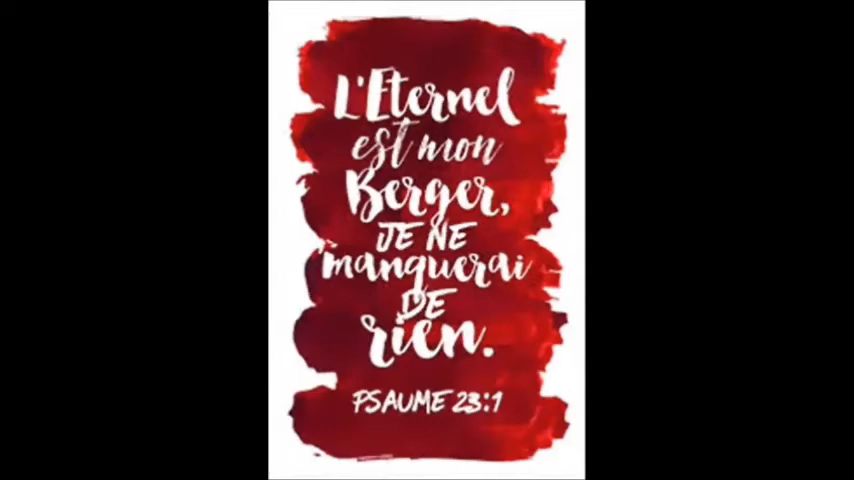 L'Eternel
est mon
Berger,
JE NE
manquerai
DE
rien.
PSAUME 23:1